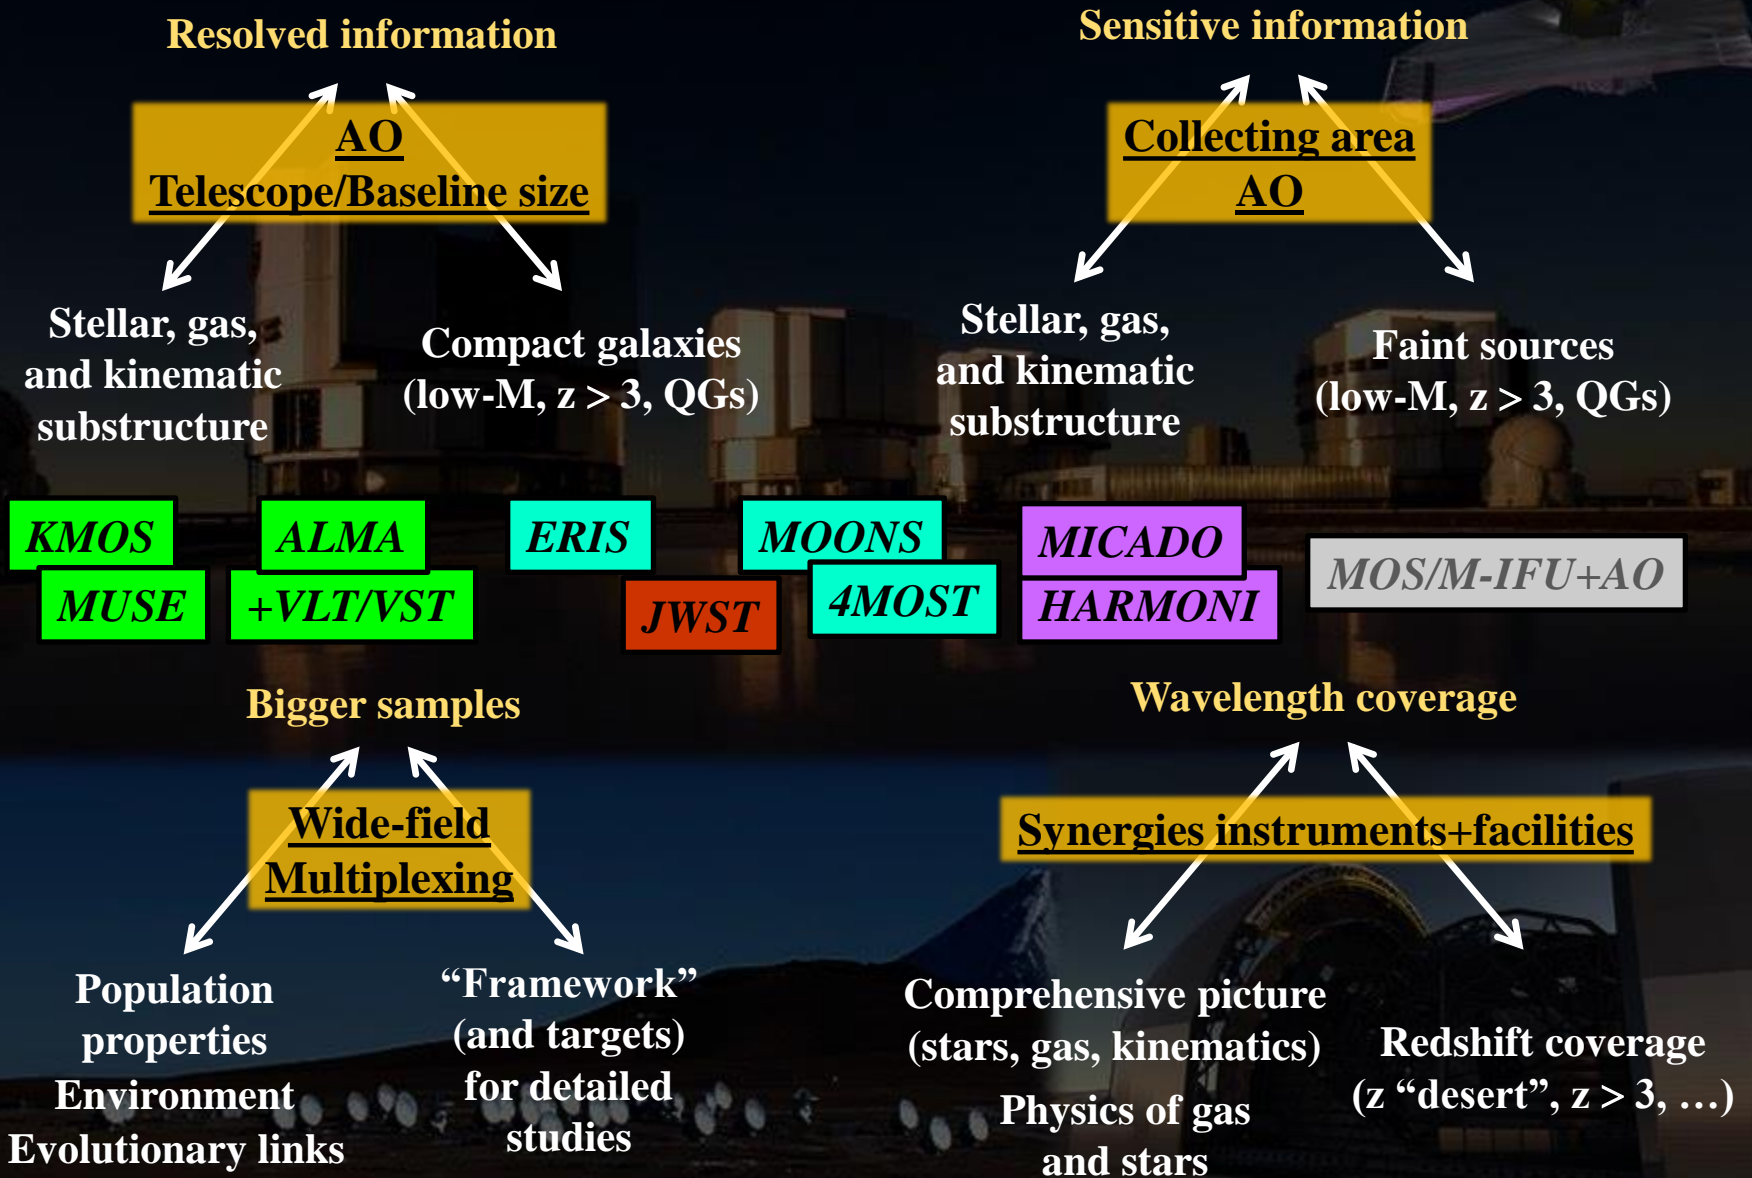 Resolved information
AO
Telescope/Baseline size
Stellar, gas,
and kinematic
substructure
Compact galaxies
(low-M, z > 3, QGs)
Sensitive information
Collecting area
AO
Stellar, gas,
and kinematic
substructure
Faint sources
(low-M, z > 3, QGs)
KMOS
MUSE
ALMA
+VLT/VST
ERIS
JWST
MOONS
4MOST
MICADO
HARMONI
MOS/M-IFU+AO
Bigger samples
Wide-field
Multiplexing
Population
properties
Environment
Evolutionary links
“Framework”
(and targets)
for detailed
studies
Wavelength coverage
Synergies instruments+facilities
Comprehensive picture
(stars, gas, kinematics)
Physics of gas
and stars
Redshift coverage
(z “desert”, z > 3, …)